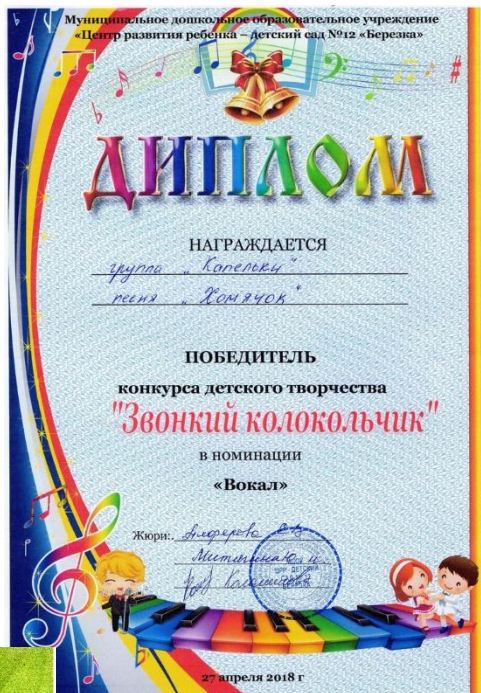 Муниципальное дошкольное образовательное учреждение
«Центр развития ребенка – детский сад №12 «Березка»
ДИПЛОМ
НАГРАЖДАЕТСЯ
группа „Капельки"
песня „Хомячок"
ПОБЕДИТЕЛЬ
конкурса детского творчества
"Звонкий колокольчик"
в номинации
«Вокал»
Жюри:.
27 апреля 2018 г